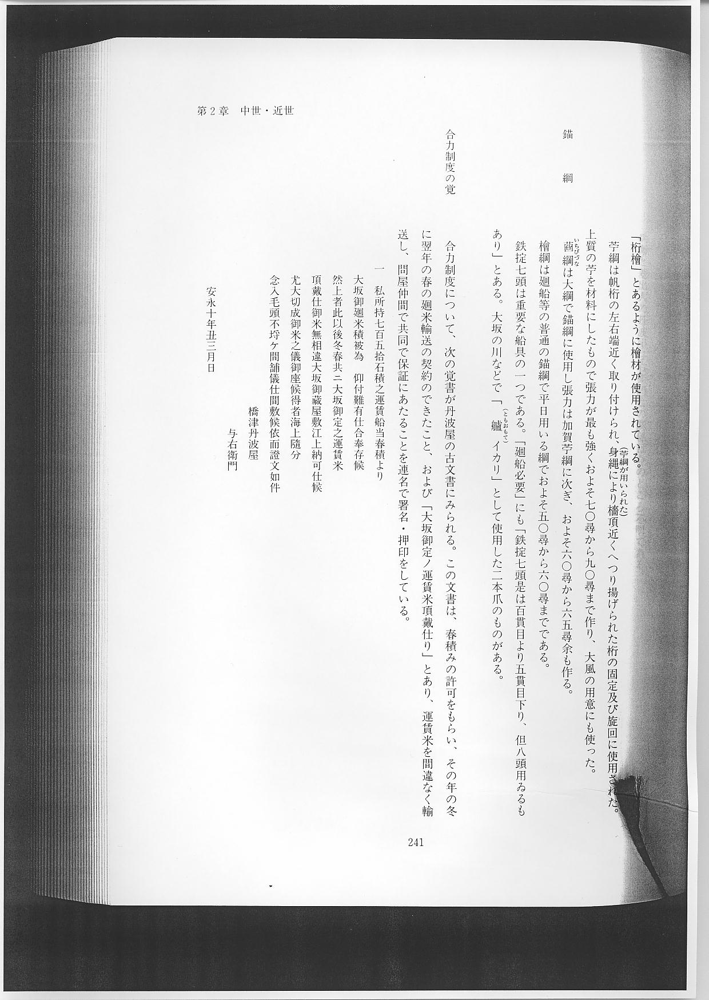 第2章　中世・近世
「桁檜」とあるように檜材が使用されている。
苧綱は帆桁の左右端近く取り付けられ、身縄(苧綱が用いられた)により檣頂近くへつり揚げられた桁の固定及び旋回に使用された。
錨　綱
上質の苧を材料にしたもので張力が最も強くおよそ七〇尋から九〇尋まで作り、大風の用意にも使った。
苘綱(いちびづな)は大綱で錨綱に使用し張力は加賀苧綱に次ぎ、およそ六〇尋から六五尋余も作る。
檜綱は廻船等の普通の錨綱で平日用いる綱でおよそ五〇尋から六〇尋までである。
鉄掟七頭は重要な船具の一つである。「廻船必要」にも「鉄掟七頭是は百貫目より五貫目下り、但八頭用ゐるも
あり」とある。大坂の川などで「艫(ともおもて)イカリ」として使用した二本爪のものがある。
合力制度の覚
合力制度について、次の覚書が丹波屋の古文書にみられる。この文書は、春積みの許可をもらい、その年の冬
に翌年の春の廻米輸送の契約のできたこと、および「大坂御定ノ運賃米頂戴仕り」とあり、運賃米を間違なく輸
送し、問屋仲間で共同で保証にあたることを連名で署名・押印をしている。
一　私所持七百五拾石積之運賃船当春積より
大坂御廻米積被為　仰付難有仕合奉存候
然上者此以後冬春共ニ大坂御定之運賃米
頂戴仕御米無相違大坂御藏屋敷江上納可仕候
尤大切成御米之儀御座候得者海上隨分
念入毛頭不埒ケ間舗儀仕間敷候依而證文如件
橋津丹波屋
与右衛門
安永十年丑三月日
241